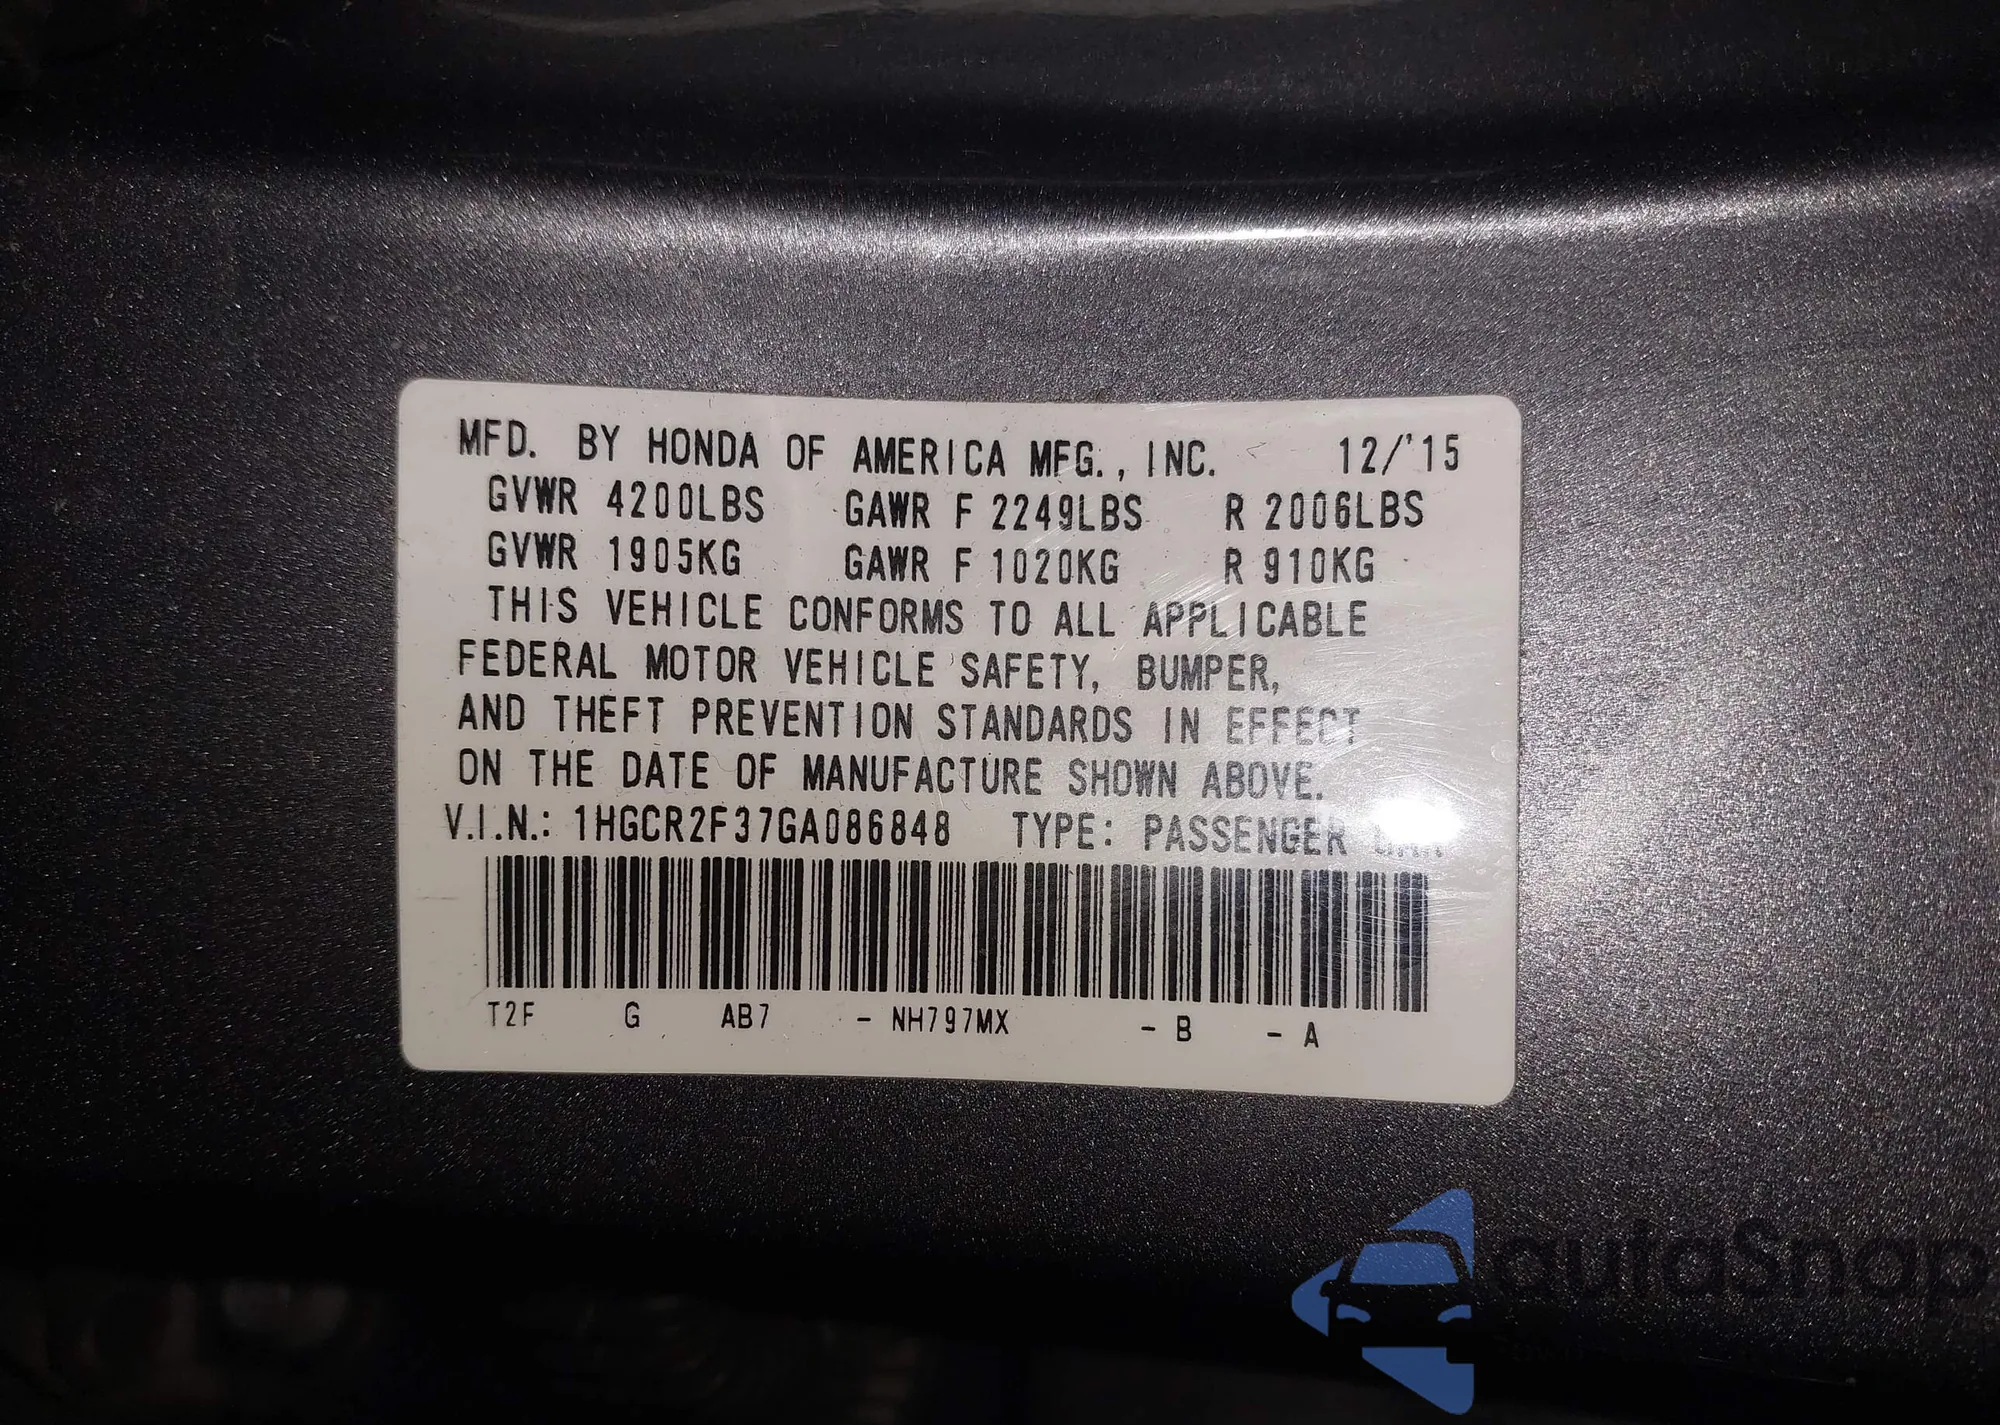 MFD. BY HONDA OF AMERICA MFG., INC. 12/'15
GVWR 4200LBS GAWR F 2249LBS R 2006LBS
GVWR 1905KG GAWR F 1020KG R 910KG
THIS VEHICLE CONFORMS TO ALL APPLICABLE
FEDERAL MOTOR VEHICLE SAFETY, BUMPER,
AND THEFT PREVENTION STANDARDS IN EFFECT
ON THE DATE OF MANUFACTURE SHOWN ABOVE.
V.I.N.: 1HGCR2F37GA086848 TYPE: PASSENGER CAR
T2F G AB7 - NH797MX - B - A
autaSnap